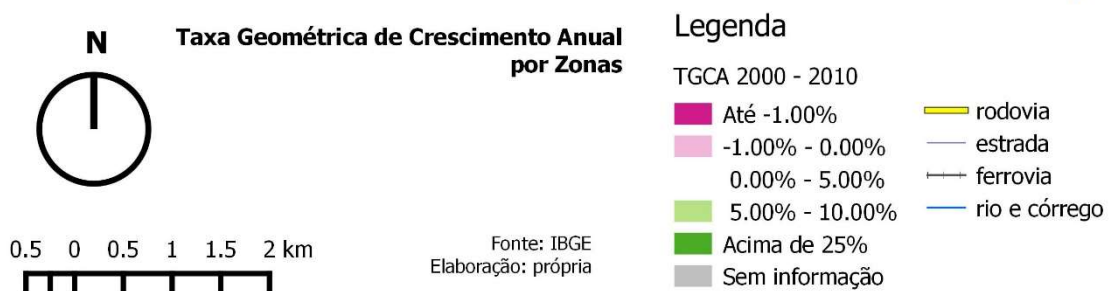 N
Taxa Geométrica de Crescimento Anual
por Zonas
0.5 0 0.5 1 1.5 2 km
Fonte: IBGE
Elaboração: própria
Legenda
TGCA 2000 - 2010
Até -1.00%
-1.00% - 0.00%
0.00% - 5.00%
5.00% - 10.00%
Acima de 25%
Sem informação
rodovia
estrada
ferrovia
rio e córrego